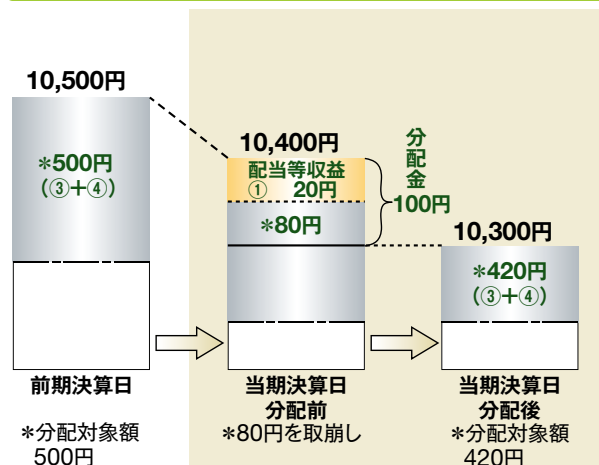 10,500円
*500円
(③+④)
前期決算日
*分配対象額
500円
10,400円
配当等収益
① 20円
*80円
分配金
100円
当期決算日
分配前
*80円を取崩し
10,300円
*420円
(③+④)
当期決算日
分配後
*分配対象額
420円